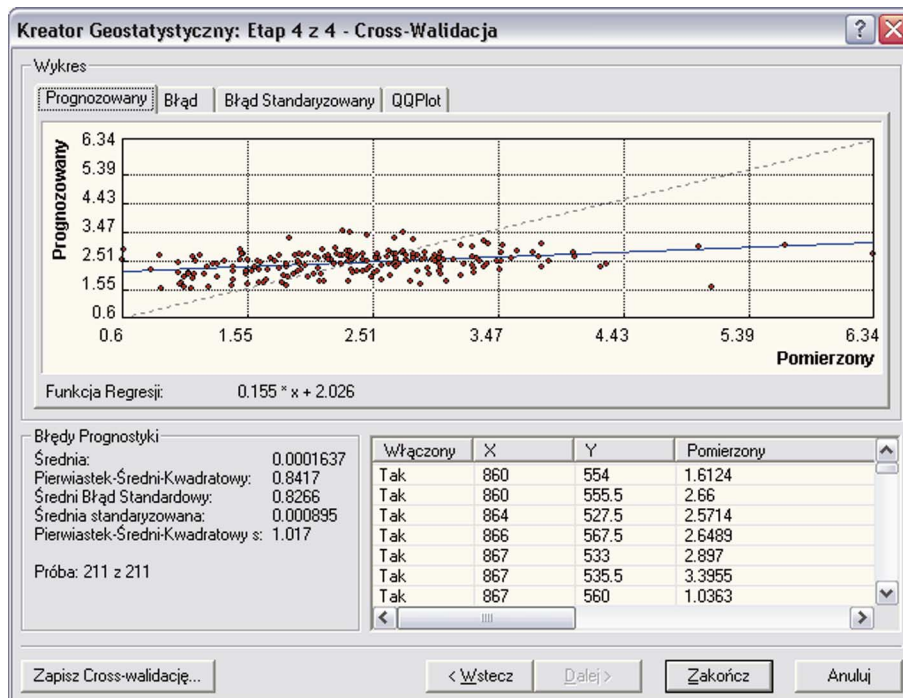 Kreator Geostatystyczny: Etap 4 z 4 - Cross-Walidacja
Wykres
Prognozowany Błąd Błąd Standaryzowany QQPlot
Prognozowany
6.34
5.39
4.43
3.47
2.51
1.55
0.6
0.6 1.55 2.51 3.47 4.43 5.39 6.34
Pomierzony
Funkcja Regresji: 0.155 * x + 2.026
Błędy Prognostyki
Średnia: 0.0001637
Pierwiastek-Średni-Kwadratowy: 0.8417
Średni Błąd Standardowy: 0.8266
Średnia standaryzowana: 0.000895
Pierwiastek-Średni-Kwadratowy s: 1.017
Próba: 211 z 211
Włączony X Y Pomierzony
Tak 860 554 1.6124
Tak 860 555.5 2.66
Tak 864 527.5 2.5714
Tak 866 567.5 2.6489
Tak 867 533 2.897
Tak 867 535.5 3.3955
Tak 867 560 1.0363
Zapisz Cross-walidację... < Wstecz Dalej > Zakończ Anuluj